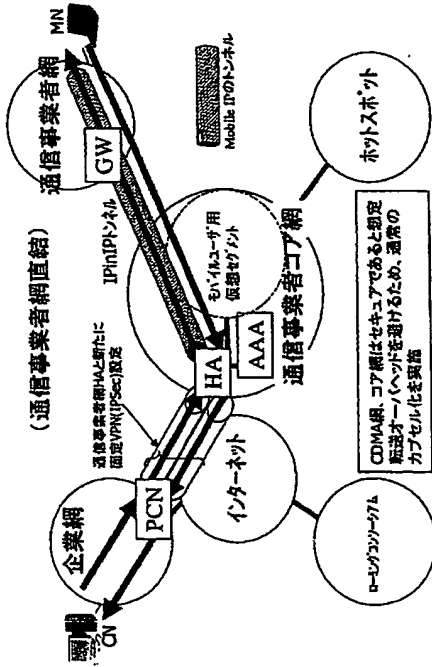 (通信事業者網直結)
企業網
CN
PCN
通信事業者網HAと新たに
固定VPN(IPSec)設定
IPinIPトンネル
通信事業者網
GW
MN
Mobile IPのトンネル
HA
AAA
モバイルユーザ用
仮想セグメント
通信事業者コア網
インターネット
ローミングコンソーシアム
ホットスポット
CDMA網、コア網はセキュアであると想定
転送オーバヘッドを避けるため、通常の
カプセル化を実施